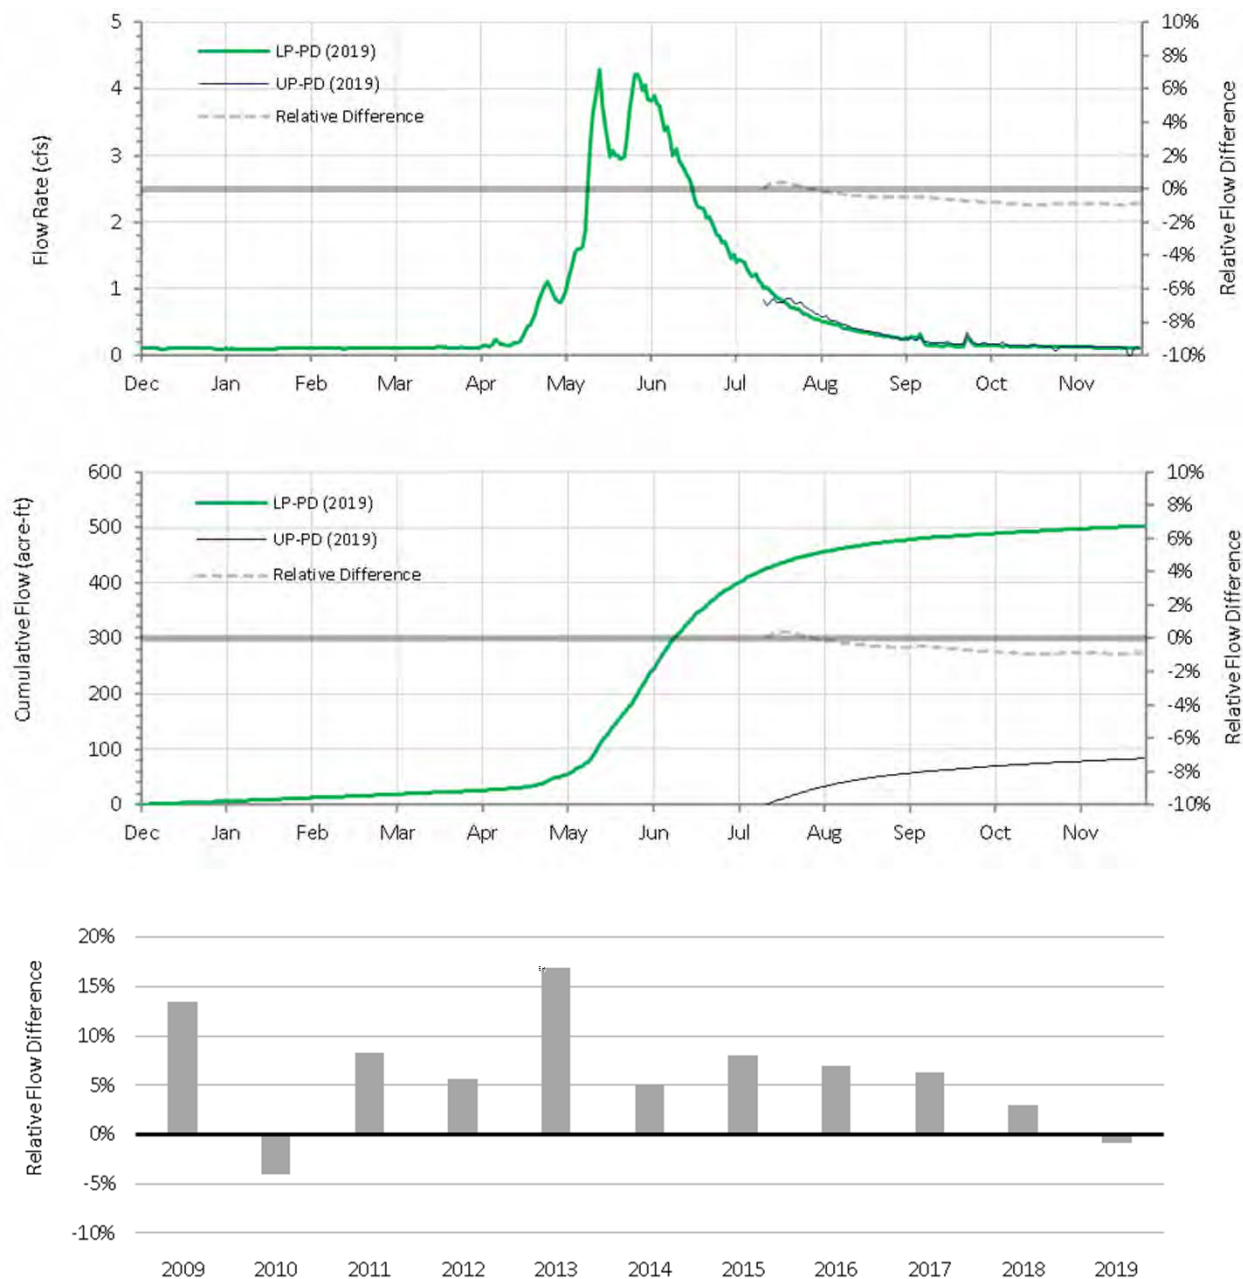 5 10%
LP-PD (2019) 8%
4 UP-PD (2019) 6%
Relative Difference 4%
3 2%
0%
2 -2%
-4%
1 -6%
-8%
0 -10%
Dec Jan Feb Mar Apr May Jun Jul Aug Sep Oct Nov
Flow Rate (cfs)
Relative Flow Difference
600 10%
LP-PD (2019) 8%
500 UP-PD (2019) 6%
Relative Difference 4%
400 2%
300 0%
200 -2%
-4%
100 -6%
-8%
0 -10%
Dec Jan Feb Mar Apr May Jun Jul Aug Sep Oct Nov
Cumulative Flow (acre-ft)
Relative Flow Difference
20%
15%
10%
5%
0%
-5%
-10%
2009 2010 2011 2012 2013 2014 2015 2016 2017 2018 2019
Relative Flow Difference